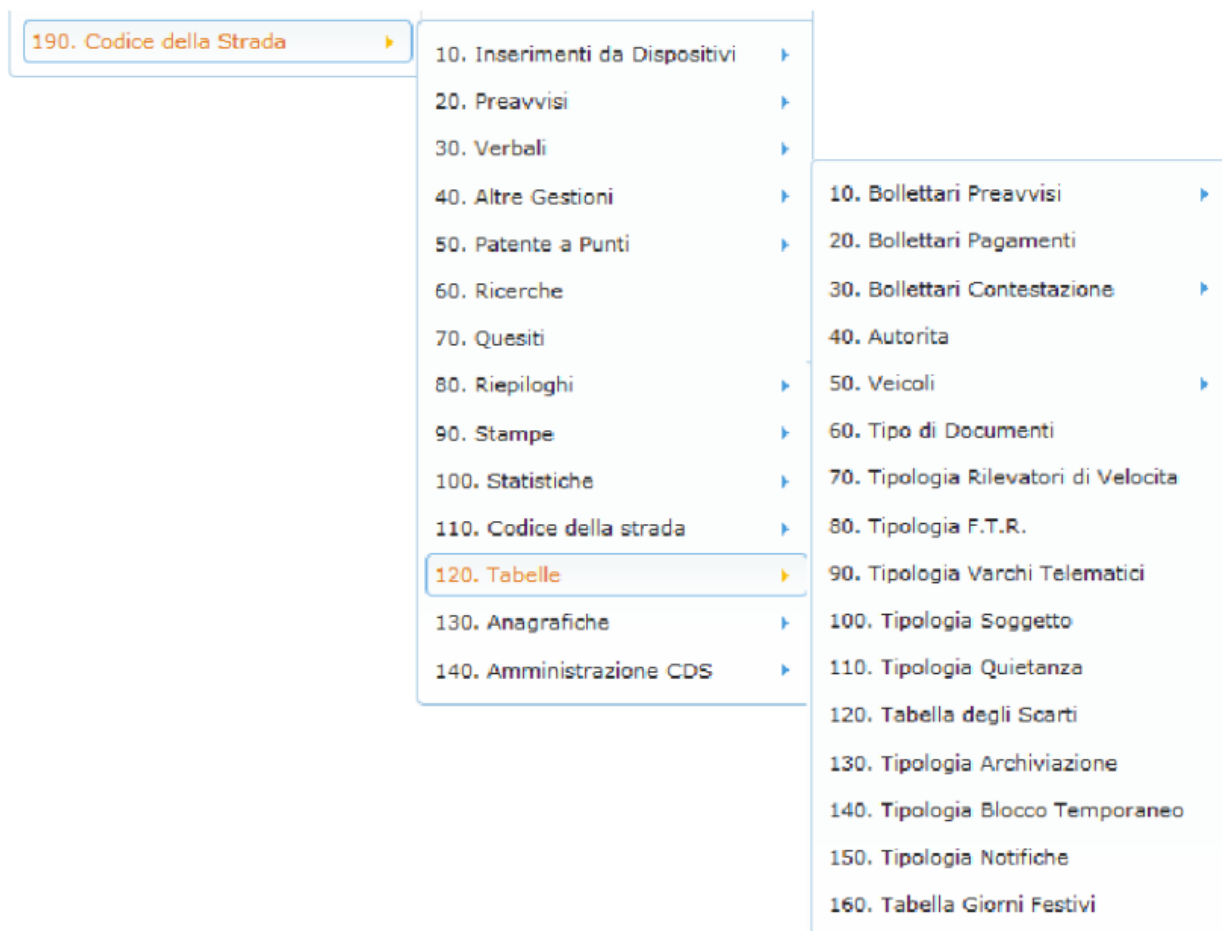 190. Codice della Strada
10. Inserimenti da Dispositivi
20. Preavvisi
30. Verbali
40. Altre Gestioni
50. Patente a Punti
60. Ricerche
70. Quesiti
80. Riepiloghi
90. Stampe
100. Statistiche
110. Codice della strada
120. Tabelle
130. Anagrafiche
140. Amministrazione CDS
10. Bollettari Preavvisi
20. Bollettari Pagamenti
30. Bollettari Contestazione
40. Autorita
50. Veicoli
60. Tipo di Documenti
70. Tipologia Rilevatori di Velocita
80. Tipologia F.T.R.
90. Tipologia Varchi Telematici
100. Tipologia Soggetto
110. Tipologia Quietanza
120. Tabella degli Scarti
130. Tipologia Archiviazione
140. Tipologia Blocco Temporaneo
150. Tipologia Notifiche
160. Tabella Giorni Festivi